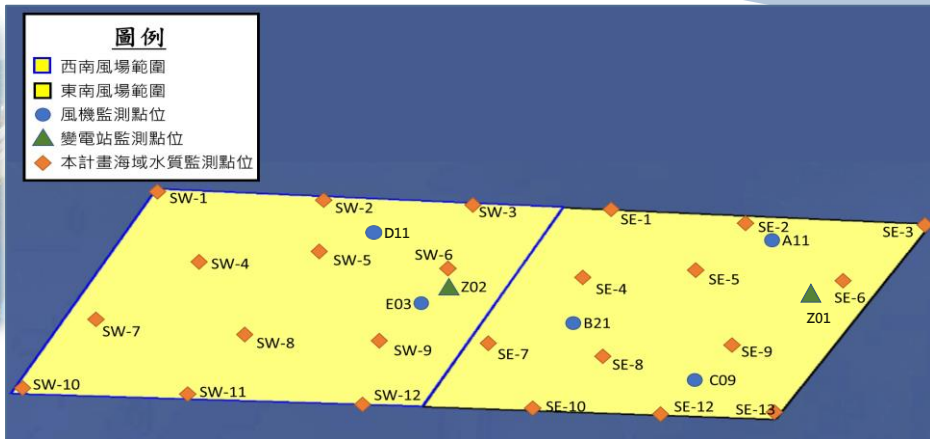 圖例
西南風場範圍
東南風場範圍
風機監測點位
變電站監測點位
本計畫海域水質監測點位
SW-1
SW-2
SW-3
SE-1
SE-2
SE-3
D11
A11
SW-4
SW-5
SW-6
SE-4
SE-5
SE-6
Z02
E03
Z01
B21
SW-7
SW-8
SW-9
SE-7
SE-8
SE-9
C09
SW-10
SW-11
SW-12
SE-10
SE-12
SE-13